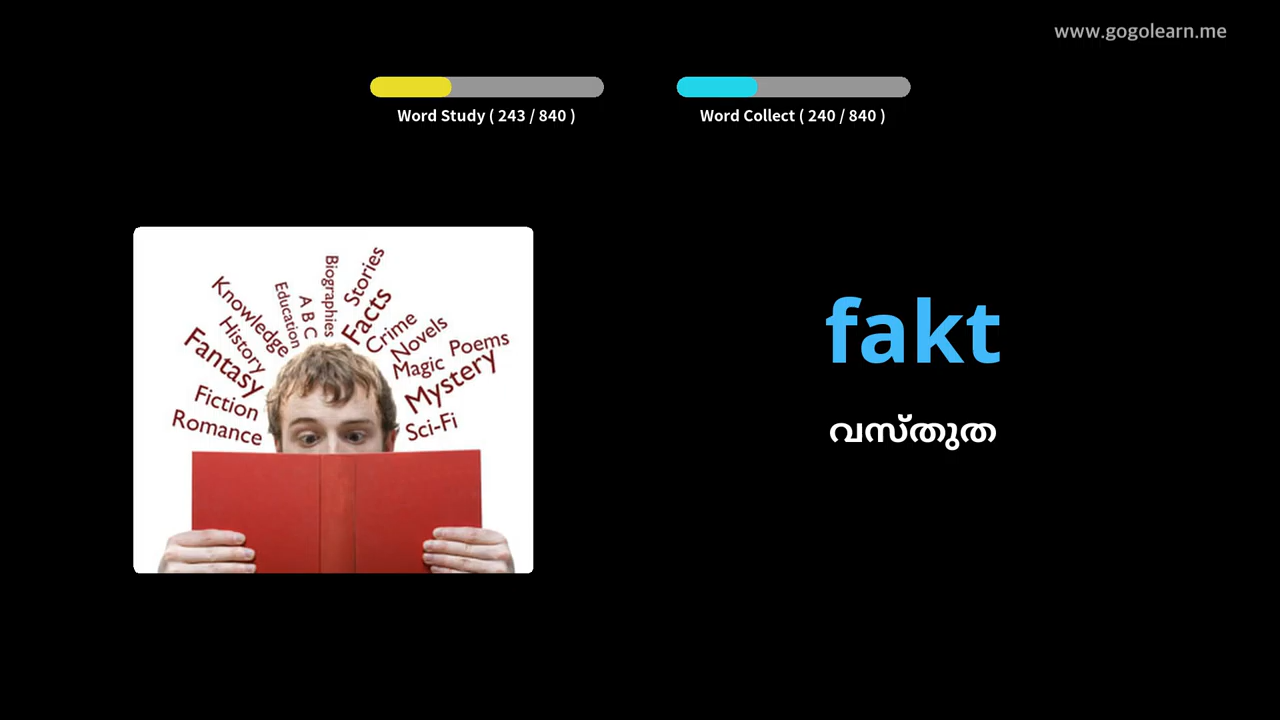 www.gogolearn.me
Word Study ( 243 / 840 )
Word Collect ( 240 / 840 )
Knowledge
Education
A B C
Biographies
Stories
Facts
Crime
Novels
Poems
History
Fantasy
Magic
Mystery
Fiction
Romance
Sci-Fi
fakt
വസ്തുത